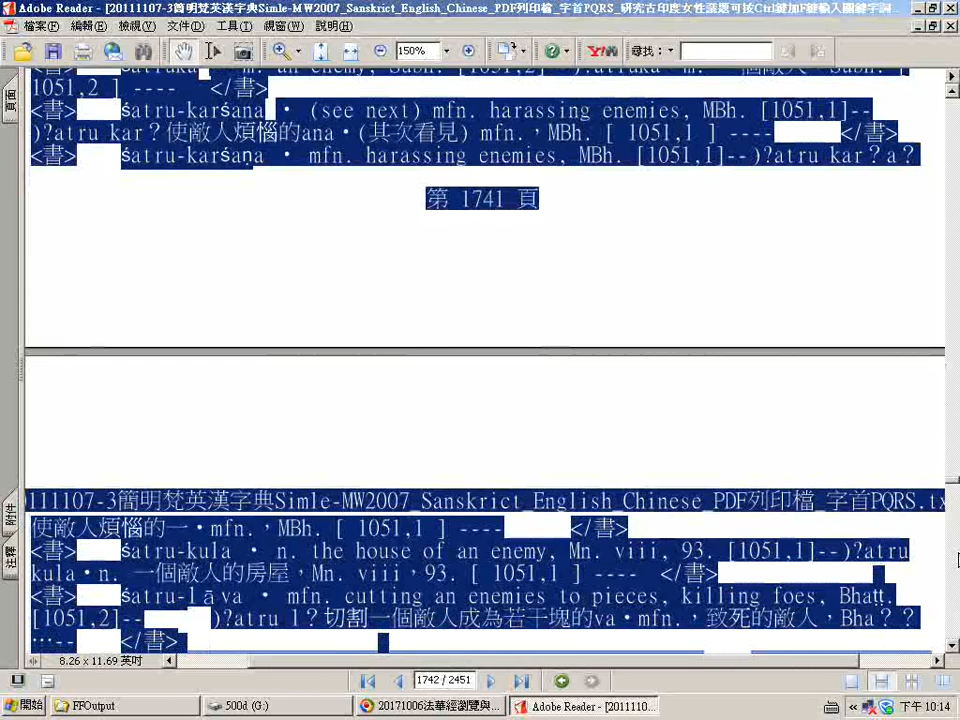 Adobe Reader - [20111107-3簡明梵英漢字典Simle-MW2007_Sanskrict_English_Chinese_PDF列印檔_字首PQRS_研究古印度女性議題可按Ctrl鍵加F鍵輸入關鍵字詞
檔案(F) 編輯(E) 檢視(V) 文件(D) 工具(T) 視窗(W) 說明(H)
150% 尋找:
頁面
1051,2 ] ---- </書>
<書> śatru-karśana • (see next) mfn. harassing enemies, MBh. [1051,1]--
)?atru kar？使敵人煩惱的ana•(其次看見) mfn.，MBh. [ 1051,1 ] ---- </書>
<書> śatru-karśaṇa • mfn. harassing enemies, MBh. [1051,1]--)?atru kar？a？
第 1741 頁
111107-3簡明梵英漢字典Simle-MW2007_Sanskrict_English_Chinese_PDF列印檔_字首PQRS.tx
使敵人煩惱的一•mfn.，MBh. [ 1051,1 ] ---- </書>
<書> śatru-kula • n. the house of an enemy, Mn. viii, 93. [1051,1]--)?atru
kula•n. 一個敵人的房屋，Mn. viii，93. [ 1051,1 ] ---- </書>
<書> śatru-lāva • mfn. cutting an enemies to pieces, killing foes, Bhaṭṭ.
[1051,2]-- )?atru l？切割一個敵人成為若干塊的va•mfn.，致死的敵人，Bha？？
…-- </書>
附件
注釋
8.26 x 11.69 英吋
1742 / 2451
開始 FFOutput 500d (G:) 20171006法華經瀏覽與... Adobe Reader - [2011110... 下午 10:14